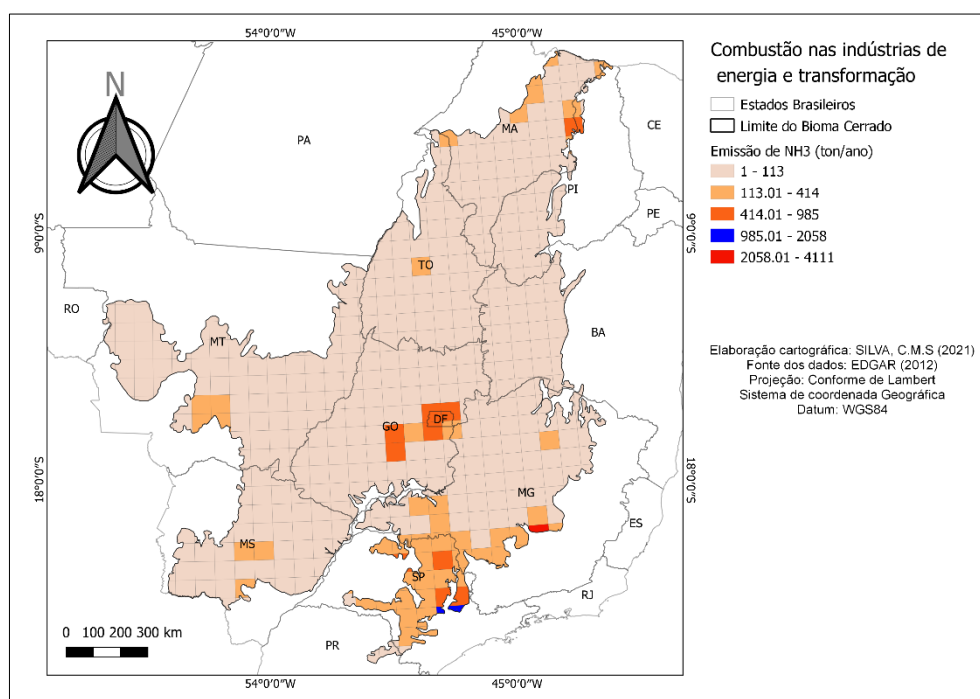 54°0'0"W 45°0'0"W
N
PA
MA
CE
PI
PE
9°0'0"S
9°0'0"S
TO
RO
BA
MT
DF
GO
18°0'0"S
18°0'0"S
MG
ES
MS
SP
RJ
PR
0 100 200 300 km
54°0'0"W 45°0'0"W
Combustão nas indústrias de
energia e transformação
Estados Brasileiros
Limite do Bioma Cerrado
Emissão de NH3 (ton/ano)
1 - 113
113.01 - 414
414.01 - 985
985.01 - 2058
2058.01 - 4111
Elaboração cartográfica: SILVA, C.M.S (2021)
Fonte dos dados: EDGAR (2012)
Projeção: Conforme de Lambert
Sistema de coordenada Geográfica
Datum: WGS84